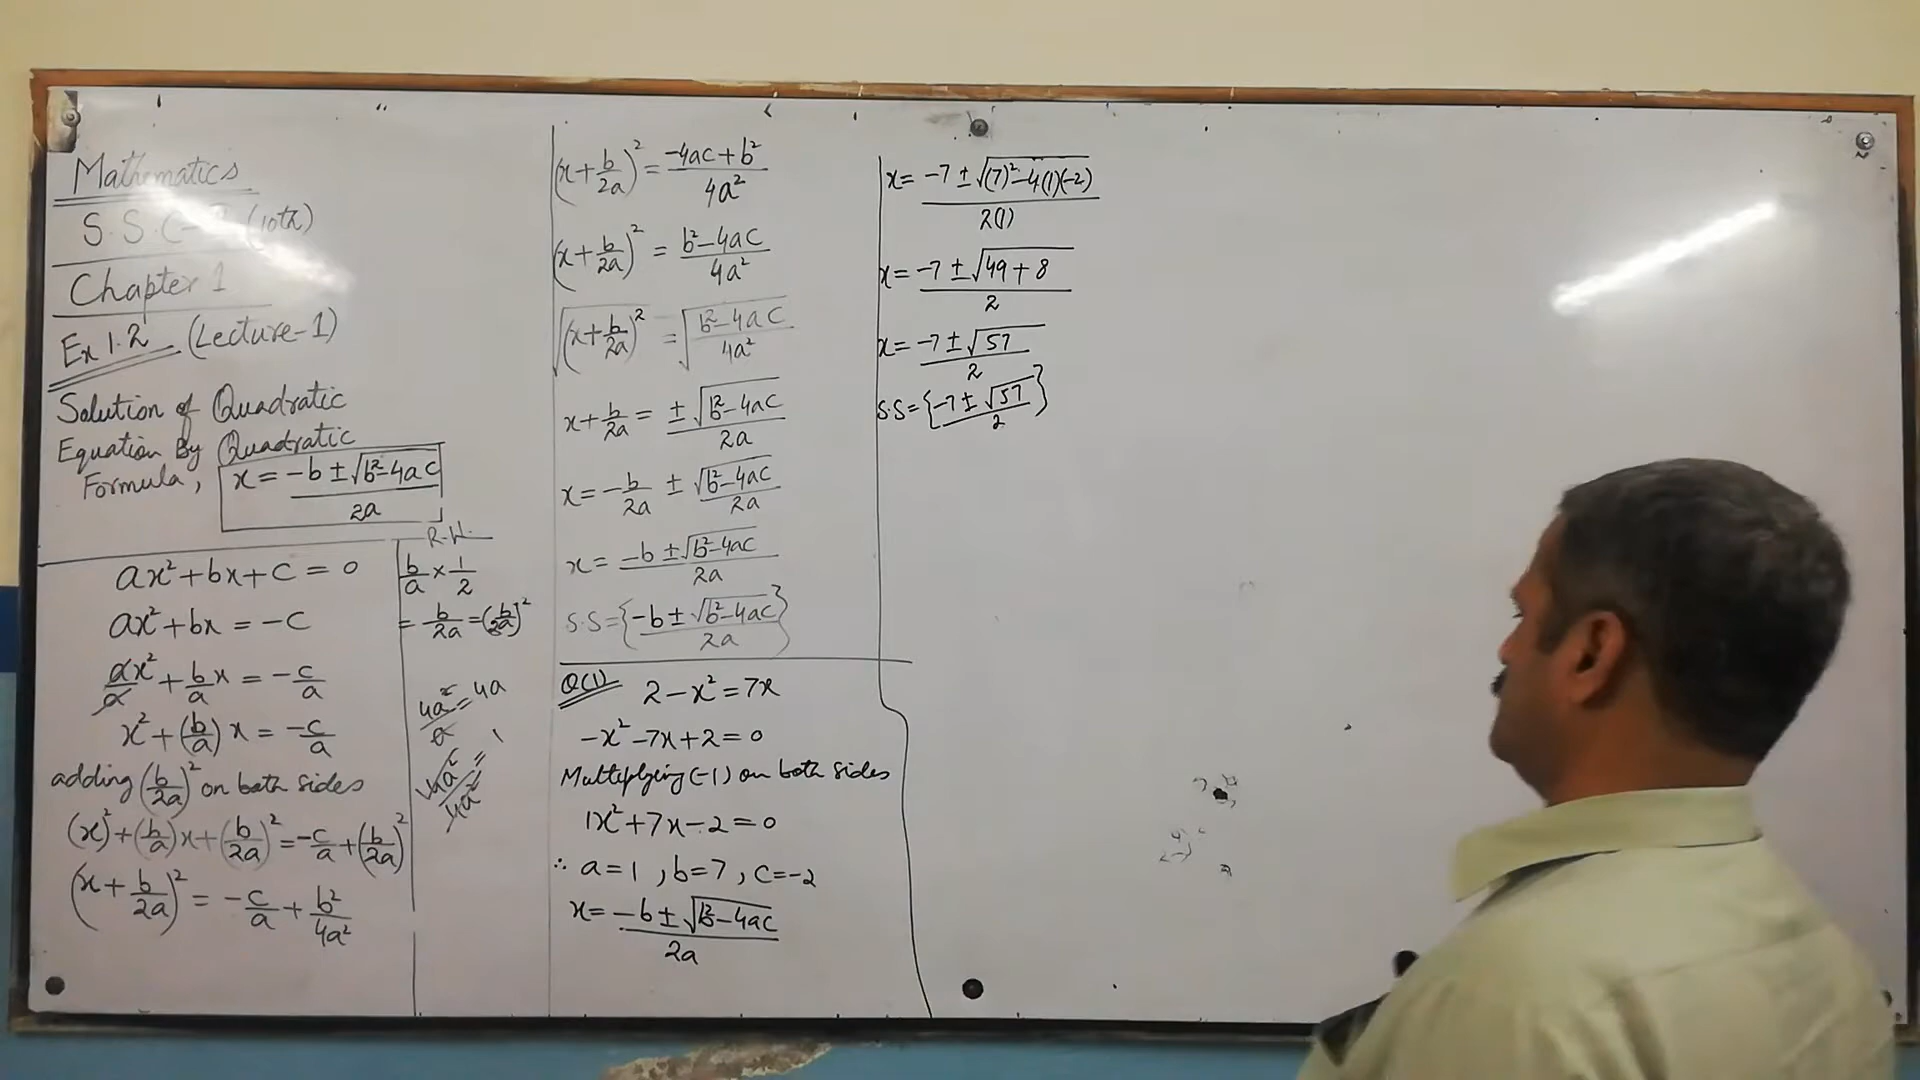 Mathematics
S.S.C-2 (10th)
Chapter 1
Ex 1.2 (Lecture-1)
Solution of Quadratic
Equation By Quadratic
Formula, x = (-b ± √(b²-4ac))/2a
ax²+bx+c = 0
ax²+bx = -c
ax²/a + b/a x = -c/a
x² + (b/a) x = -c/a
adding (b/2a)² on both sides
(x)² + (b/a)x + (b/2a)² = -c/a + (b/2a)²
(x + b/2a)² = -c/a + b²/4a²
R.W.
b/a × 1/2
= b/2a = (b/2a)²
4a²/a = 4a
4a²/4a² = 1
(x + b/2a)² = (-4ac + b²)/4a²
(x + b/2a)² = (b²-4ac)/4a²
√(x + b/2a)² = √((b²-4ac)/4a²)
x + b/2a = ± √(b²-4ac)/2a
x = -b/2a ± √(b²-4ac)/2a
x = (-b ± √(b²-4ac))/2a
S.S = {(-b ± √(b²-4ac))/2a}
Q(1) 2 - x² = 7x
-x² -7x + 2 = 0
Multiplying (-1) on both sides
1x² + 7x - 2 = 0
∴ a = 1 , b = 7 , c = -2
x = (-b ± √(b²-4ac))/2a
x = (-7 ± √((7)²-4(1)(-2)))/2(1)
x = (-7 ± √(49 + 8))/2
x = (-7 ± √57)/2
S.S = {(-7 ± √57)/2}